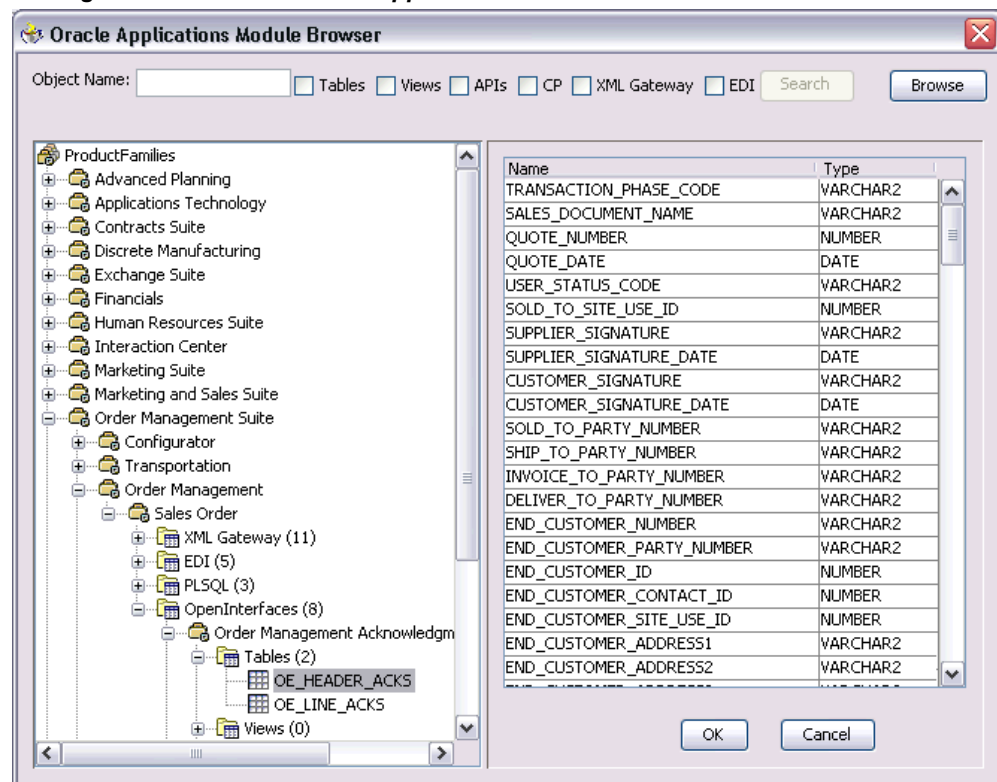 Oracle Applications Module Browser
Object Name: Tables Views APIs CP XML Gateway EDI Search Browse
ProductFamilies
Advanced Planning
Applications Technology
Contracts Suite
Discrete Manufacturing
Exchange Suite
Financials
Human Resources Suite
Interaction Center
Marketing Suite
Marketing and Sales Suite
Order Management Suite
Configurator
Transportation
Order Management
Sales Order
XML Gateway (11)
EDI (5)
PLSQL (3)
OpenInterfaces (8)
Order Management Acknowledgm
Tables (2)
OE_HEADER_ACKS
OE_LINE_ACKS
Views (0)
Name Type
TRANSACTION_PHASE_CODE VARCHAR2
SALES_DOCUMENT_NAME VARCHAR2
QUOTE_NUMBER NUMBER
QUOTE_DATE DATE
USER_STATUS_CODE VARCHAR2
SOLD_TO_SITE_USE_ID NUMBER
SUPPLIER_SIGNATURE VARCHAR2
SUPPLIER_SIGNATURE_DATE DATE
CUSTOMER_SIGNATURE VARCHAR2
CUSTOMER_SIGNATURE_DATE DATE
SOLD_TO_PARTY_NUMBER VARCHAR2
SHIP_TO_PARTY_NUMBER VARCHAR2
INVOICE_TO_PARTY_NUMBER VARCHAR2
DELIVER_TO_PARTY_NUMBER VARCHAR2
END_CUSTOMER_NUMBER VARCHAR2
END_CUSTOMER_PARTY_NUMBER VARCHAR2
END_CUSTOMER_ID NUMBER
END_CUSTOMER_CONTACT_ID NUMBER
END_CUSTOMER_SITE_USE_ID NUMBER
END_CUSTOMER_ADDRESS1 VARCHAR2
END_CUSTOMER_ADDRESS2 VARCHAR2
OK Cancel